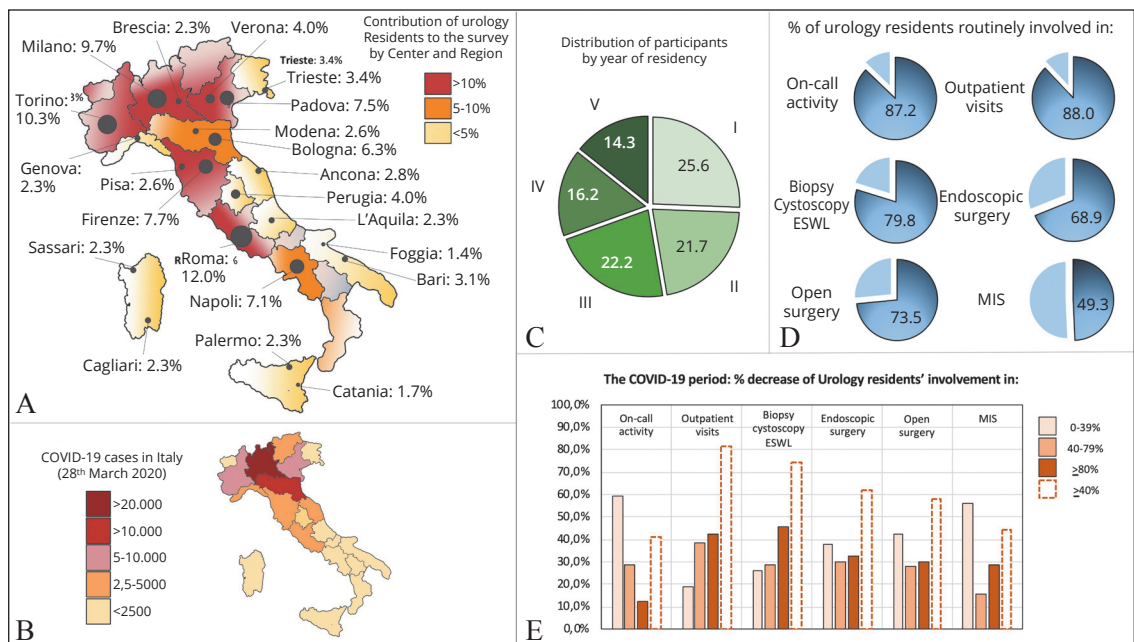 Brescia: 2.3%
Verona: 4.0%
Milano: 9.7%
Contribution of urology
Residents to the survey
by Center and Region
>10%
5-10%
<5%
Trieste: 3.4%
Trieste: 3.4%
Torino: 3%
10.3%
Padova: 7.5%
Modena: 2.6%
Bologna: 6.3%
Genova:
2.3%
Pisa: 2.6%
Ancona: 2.8%
Perugia: 4.0%
Firenze: 7.7%
L'Aquila: 2.3%
Sassari: 2.3%
Foggia: 1.4%
RRoma: 6
12.0%
Bari: 3.1%
Napoli: 7.1%
Palermo: 2.3%
Cagliari: 2.3%
Catania: 1.7%
A
COVID-19 cases in Italy
(28th March 2020)
>20.000
>10.000
5-10.000
2,5-5000
<2500
B
Distribution of participants
by year of residency
V
I
14.3
25.6
IV
16.2
22.2
21.7
III
II
C
% of urology residents routinely involved in:
On-call
activity
87.2
Outpatient
visits
88.0
Biopsy
Cystoscopy
ESWL
79.8
Endoscopic
surgery
68.9
Open
surgery
73.5
MIS
49.3
D
The COVID-19 period: % decrease of Urology residents' involvement in:
100,0%
90,0%
80,0%
70,0%
60,0%
50,0%
40,0%
30,0%
20,0%
10,0%
0,0%
On-call
activity
Outpatient
visits
Biopsy
cystoscopy
ESWL
Endoscopic
surgery
Open
surgery
MIS
0-39%
40-79%
≥80%
≥40%
E